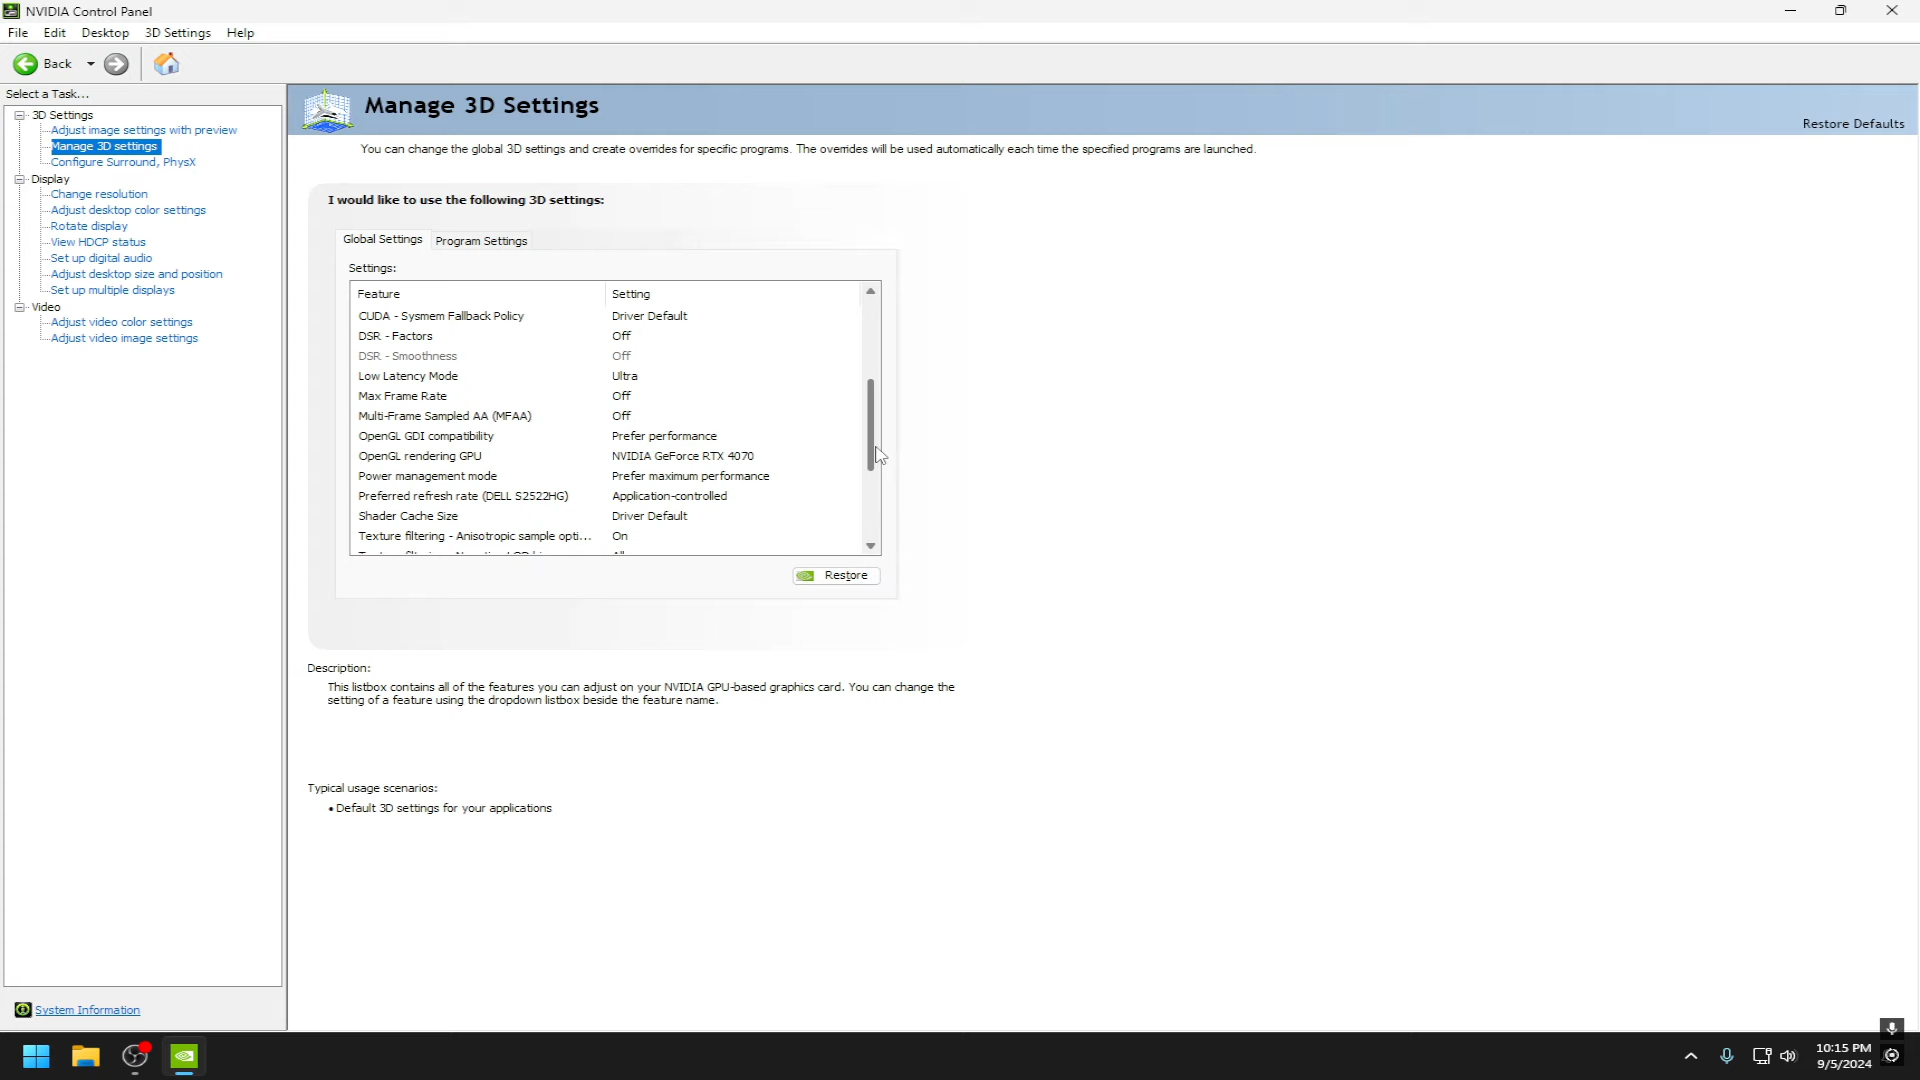 NVIDIA Control Panel
File Edit Desktop 3D Settings Help
Back
Select a Task...
3D Settings
Adjust image settings with preview
Manage 3D settings
Configure Surround, PhysX
Display
Change resolution
Adjust desktop color settings
Rotate display
View HDCP status
Set up digital audio
Adjust desktop size and position
Set up multiple displays
Video
Adjust video color settings
Adjust video image settings
System Information
Manage 3D Settings
Restore Defaults
You can change the global 3D settings and create overrides for specific programs. The overrides will be used automatically each time the specified programs are launched.
I would like to use the following 3D settings:
Global Settings Program Settings
Settings:
Feature Setting
CUDA - Sysmem Fallback Policy Driver Default
DSR - Factors Off
DSR - Smoothness Off
Low Latency Mode Ultra
Max Frame Rate Off
Multi-Frame Sampled AA (MFAA) Off
OpenGL GDI compatibility Prefer performance
OpenGL rendering GPU NVIDIA GeForce RTX 4070
Power management mode Prefer maximum performance
Preferred refresh rate (DELL S2522HG) Application-controlled
Shader Cache Size Driver Default
Texture filtering - Anisotropic sample opti... On
Restore
Description:
This listbox contains all of the features you can adjust on your NVIDIA GPU-based graphics card. You can change the
setting of a feature using the dropdown listbox beside the feature name.
Typical usage scenarios:
• Default 3D settings for your applications
10:15 PM
9/5/2024